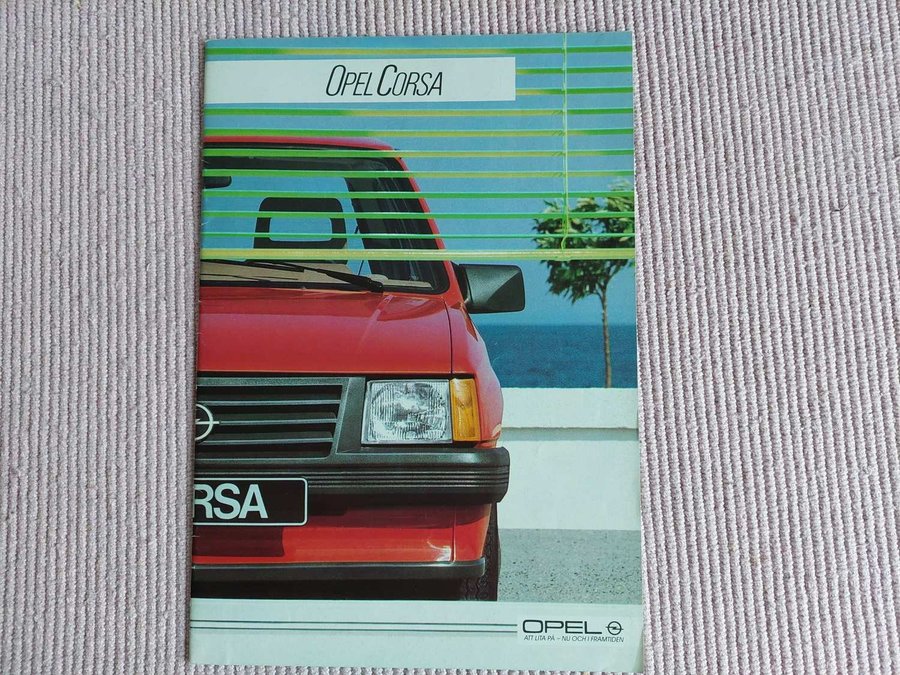 OPEL CORSA
RSA
OPEL
ATT LITA PÅ – NU OCH I FRAMTIDEN